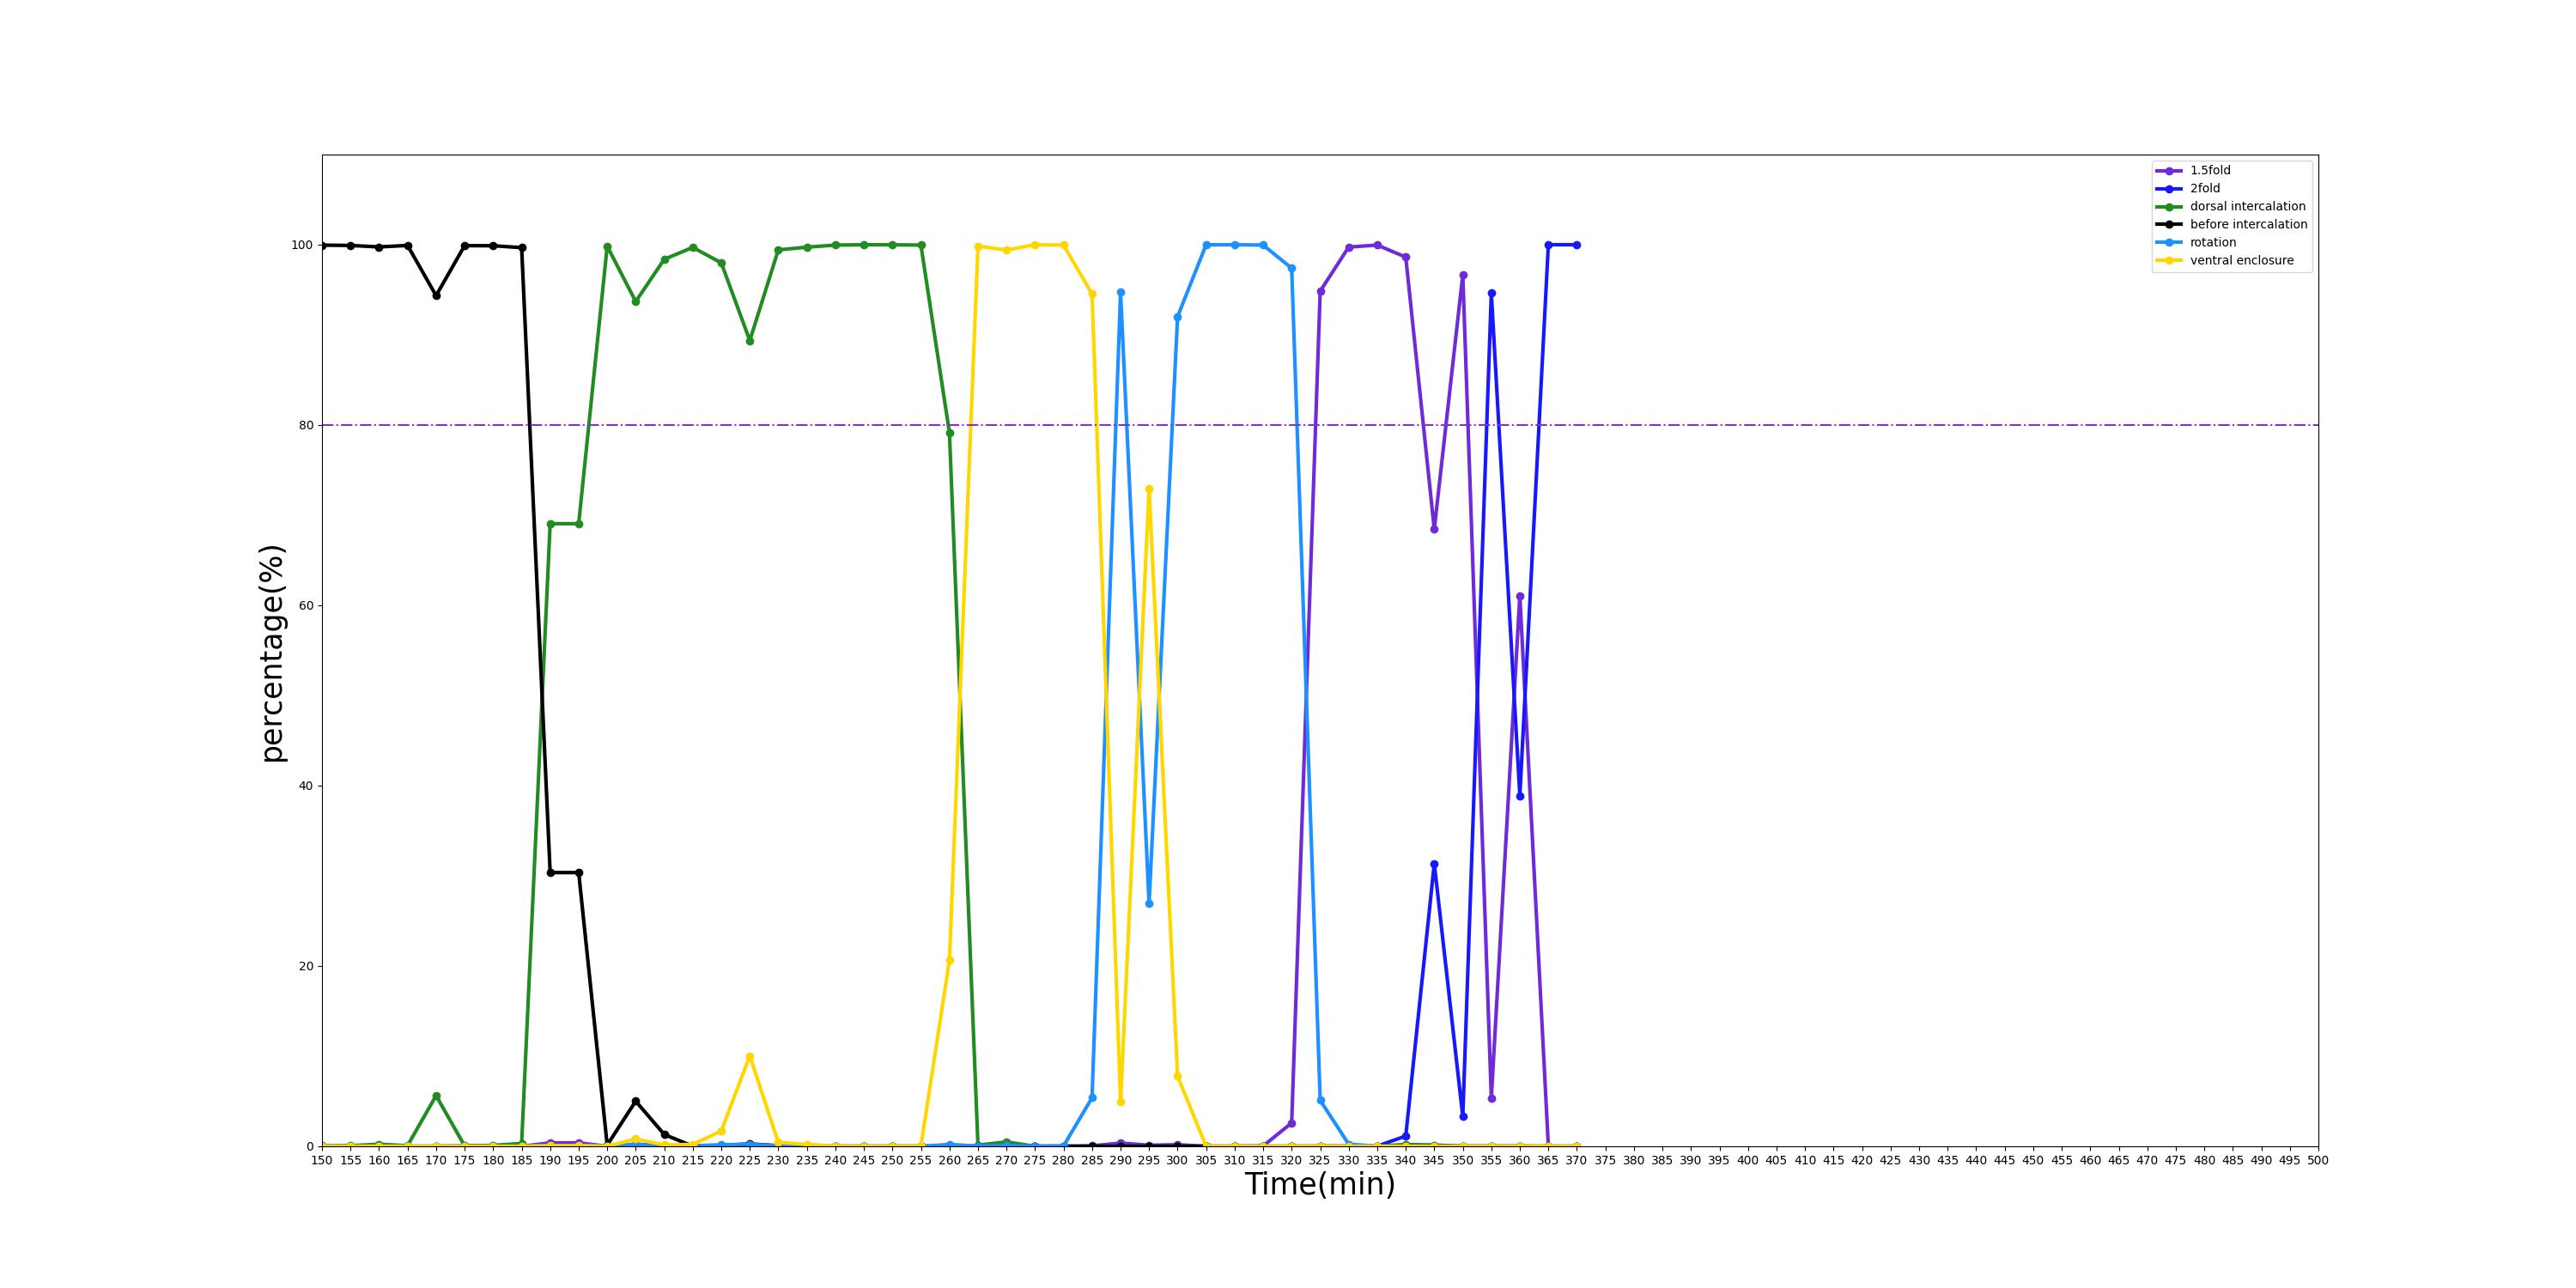 1.5fold
2fold
dorsal intercalation
before intercalation
rotation
ventral enclosure
100
80
60
40
20
0
percentage(%)
150 155 160 165 170 175 180 185 190 195 200 205 210 215 220 225 230 235 240 245 250 255 260 265 270 275 280 285 290 295 300 305 310 315 320 325 330 335 340 345 350 355 360 365 370 375 380 385 390 395 400 405 410 415 420 425 430 435 440 445 450 455 460 465 470 475 480 485 490 495 500
Time(min)